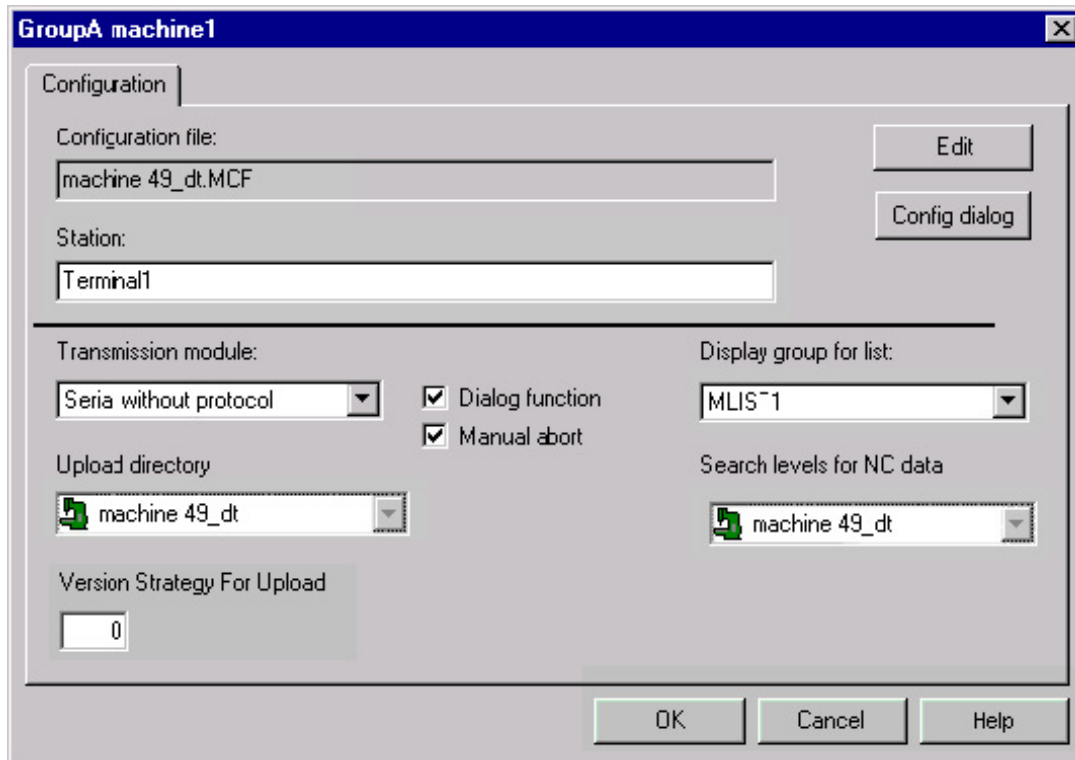 GroupA machine1
Configuration
Configuration file:
Edit
machine 49_dt.MCF
Config dialog
Station:
Terminal1
Transmission module:
Display group for list:
Seria without protocol
Dialog function
MLIST1
Manual abort
Upload directory
Search levels for NC data
machine 49_dt
machine 49_dt
Version Strategy For Upload
0
OK
Cancel
Help